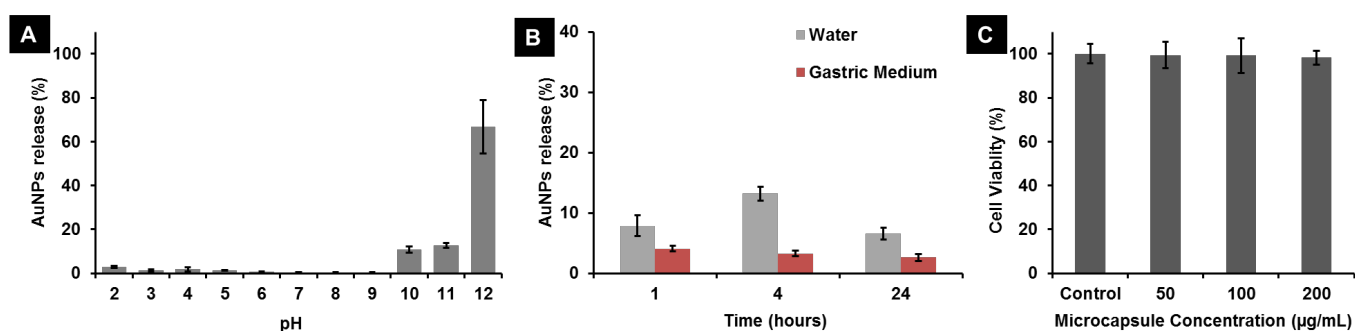 A
AuNPs release (%)
100
80
60
40
20
0
2 3 4 5 6 7 8 9 10 11 12
pH
B
AuNPs release (%)
40
30
20
10
0
Water
Gastric Medium
1 4 24
Time (hours)
C
Cell Viablity (%)
100
80
60
40
20
0
Control 50 100 200
Microcapsule Concentration (µg/mL)